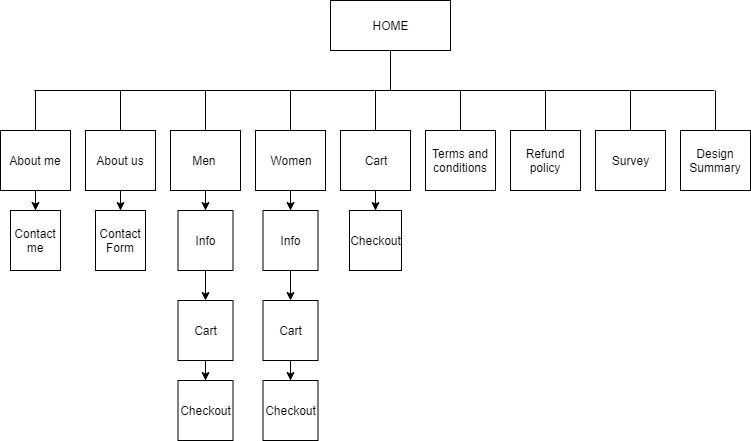 HOME
About me
About us
Men
Women
Cart
Terms and
conditions
Refund
policy
Survey
Design
Summary
Contact
me
Contact
Form
Info
Info
Checkout
Cart
Cart
Checkout
Checkout